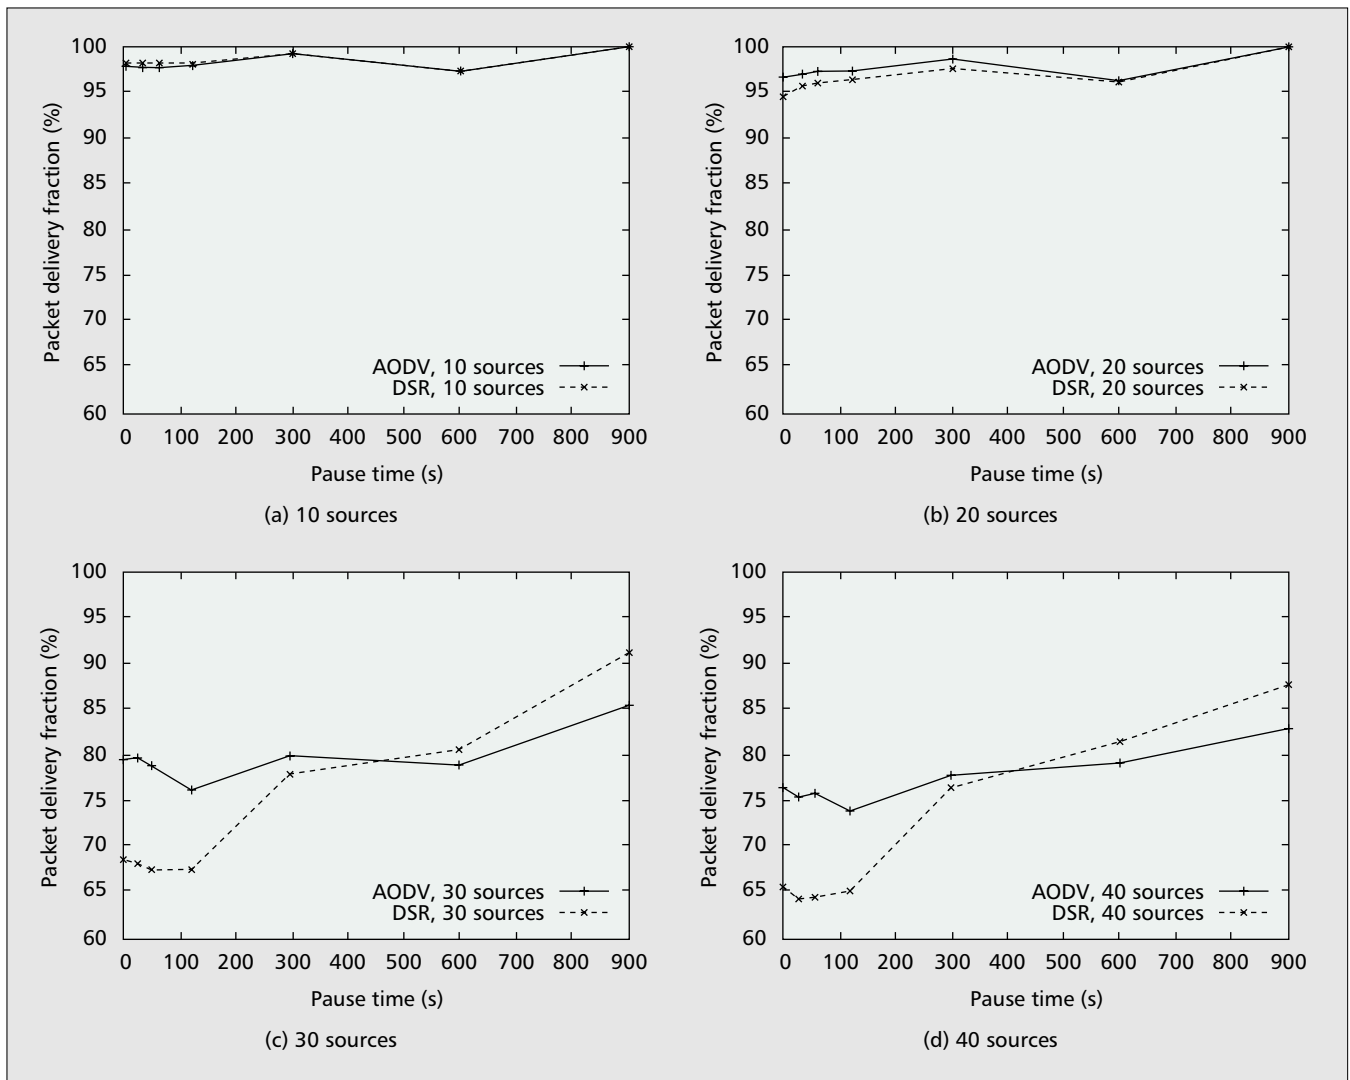 Packet delivery fraction (%)
100
95
90
85
80
75
70
65
60
AODV, 10 sources
DSR, 10 sources
0 100 200 300 400 500 600 700 800 900
Pause time (s)
(a) 10 sources
Packet delivery fraction (%)
100
95
90
85
80
75
70
65
60
AODV, 20 sources
DSR, 20 sources
0 100 200 300 400 500 600 700 800 900
Pause time (s)
(b) 20 sources
Packet delivery fraction (%)
100
95
90
85
80
75
70
65
60
AODV, 30 sources
DSR, 30 sources
0 100 200 300 400 500 600 700 800 900
Pause time (s)
(c) 30 sources
Packet delivery fraction (%)
100
95
90
85
80
75
70
65
60
AODV, 40 sources
DSR, 40 sources
0 100 200 300 400 500 600 700 800 900
Pause time (s)
(d) 40 sources